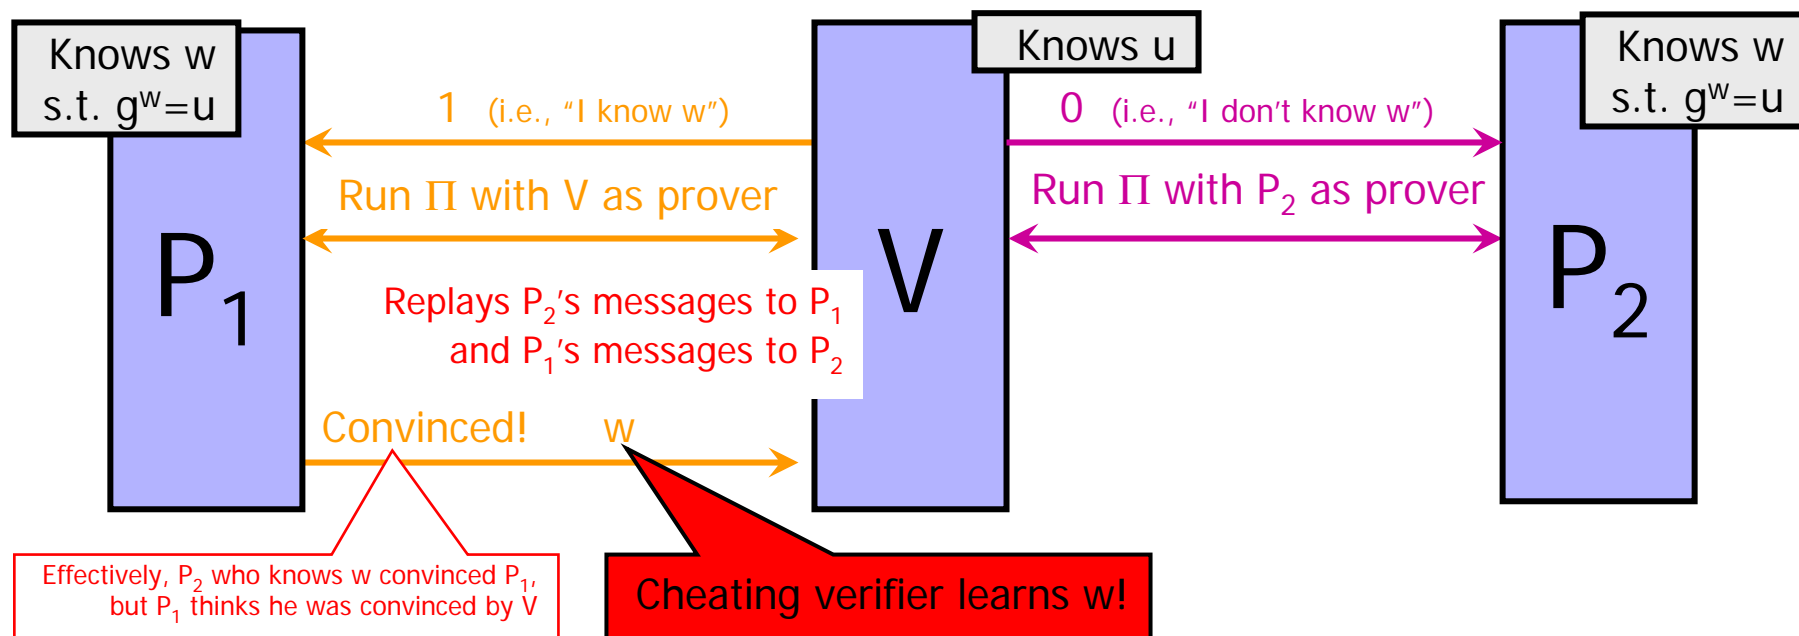 Knows w
s.t. gʷ=u
Knows u
Knows w
s.t. gʷ=u
1 (i.e., “I know w”)
0 (i.e., “I don't know w”)
Run Π with V as prover
Run Π with P₂ as prover
P₁
V
P₂
Replays P₂’s messages to P₁
and P₁’s messages to P₂
Convinced! w
Effectively, P₂ who knows w convinced P₁,
but P₁ thinks he was convinced by V
Cheating verifier learns w!